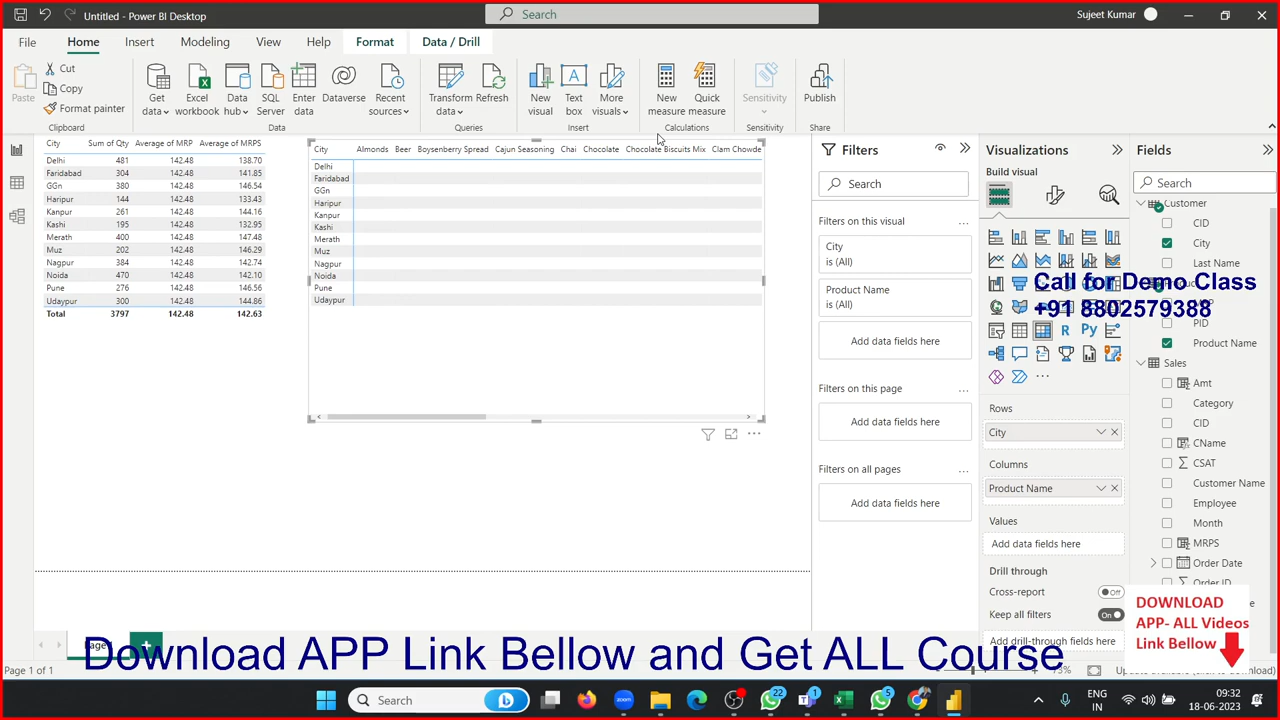 Untitled - Power BI Desktop
Search
Sujeet Kumar
File Home Insert Modeling View Help Format Data / Drill
Paste
Cut
Copy
Format painter
Get data
Excel workbook
Data hub
SQL Server
Enter data
Dataverse
Recent sources
Transform data
Refresh
New visual
Text box
More visuals
New measure
Quick measure
Sensitivity
Publish
Clipboard Data Queries Insert Calculations Sensitivity Share
City Sum of Qty Average of MRP Average of MRPS
Delhi 481 142.48 138.70
Faridabad 304 142.48 141.85
GGn 380 142.48 146.54
Haripur 144 142.48 133.43
Kanpur 261 142.48 144.16
Kashi 195 142.48 132.95
Merath 400 142.48 147.48
Muz 202 142.48 146.29
Nagpur 384 142.48 142.74
Noida 470 142.48 142.10
Pune 276 142.48 146.56
Udaypur 300 142.48 144.86
Total 3797 142.48 142.63
City Almonds Beer Boysenberry Spread Cajun Seasoning Chai Chocolate Chocolate Biscuits Mix Clam Chowde
Delhi
Faridabad
GGn
Haripur
Kanpur
Kashi
Merath
Muz
Nagpur
Noida
Pune
Udaypur
Filters
Search
Filters on this visual
City
is (All)
Product Name
is (All)
Add data fields here
Filters on this page
Add data fields here
Filters on all pages
Add data fields here
Visualizations
Build visual
R Py
Rows
City
Columns
Product Name
Values
Add data fields here
Drill through
Cross-report
Off
Keep all filters
On
Add drill-through fields here
Fields
Search
Customer
CID
City
Last Name
PID
Product Name
Sales
Amt
Category
CID
CName
CSAT
Customer Name
Employee
Month
MRPS
Order Date
Order ID
Call for Demo Class
+91 8802579388
DOWNLOAD
APP- ALL Videos
Link Bellow
Download APP Link Bellow and Get ALL Course
Page 1 of 1
73%
Search
22
1
5
ENG
IN
09:32
18-06-2023